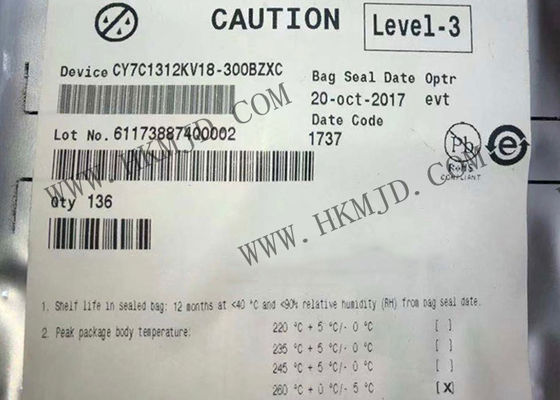 CAUTION
Level-3
Device CY7C1312KV18-300BZXC
Bag Seal Date Optr
20-oct-2017 evt
Date Code
1737
Lot No. 611738874Q0002
Qty 136
Pb
RoHS
COMPLIANT
e
WWW.HKMJD.COM
WWW.HKMJD.COM
1. Shelf life in sealed bag: 12 months at <40 °C and <90% relative humidity (RH) from bag seal date.
2. Peak package body temperature:
220 °C + 5 °C/- 0 °C [ ]
235 °C + 5 °C/- 0 °C [ ]
245 °C + 5 °C/- 0 °C [ ]
260 °C + 0 °C/- 5 °C [X]